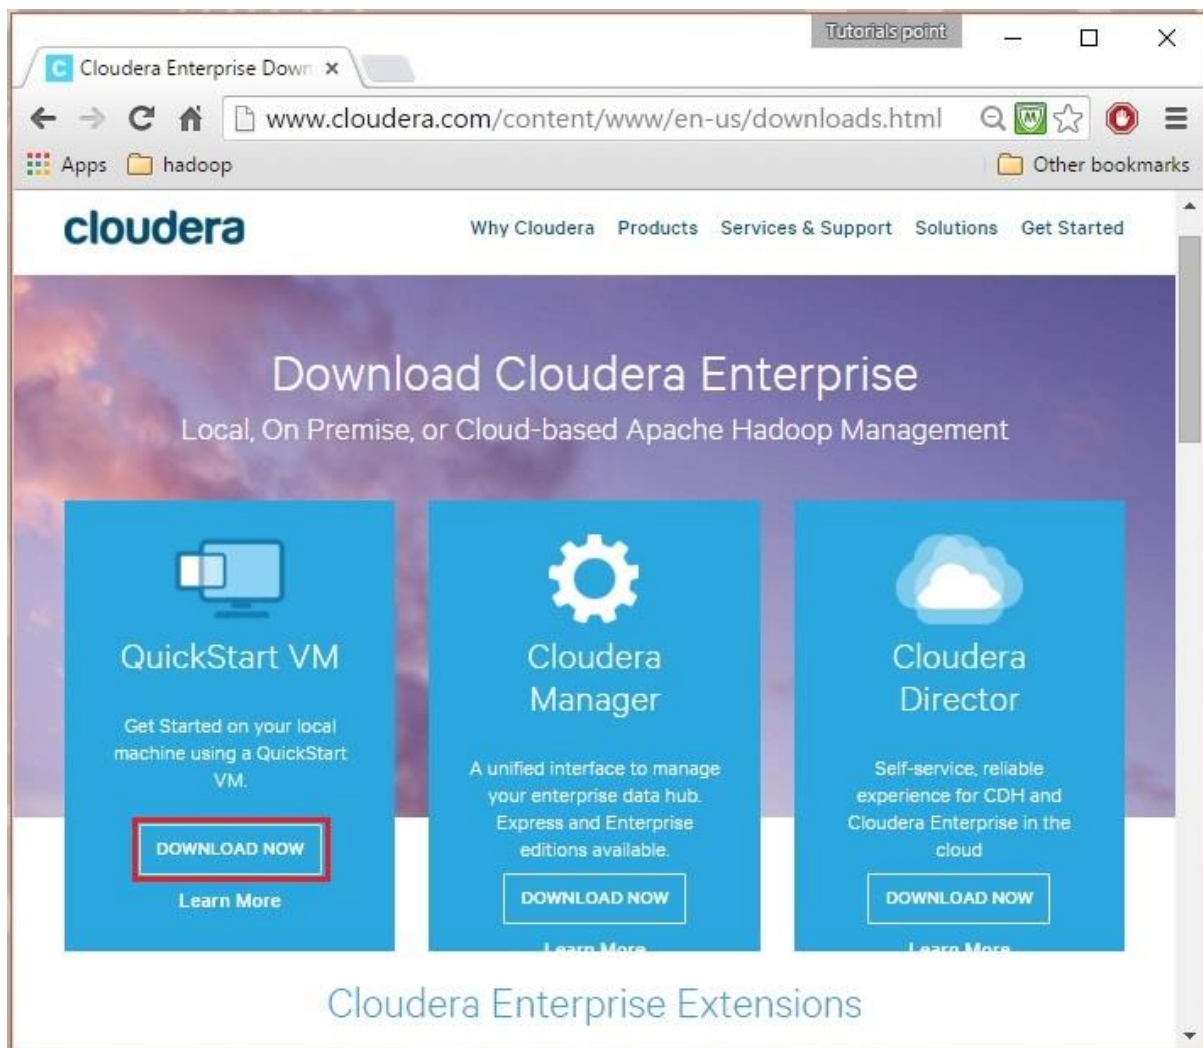 Tutorials point
Cloudera Enterprise Down
www.cloudera.com/content/www/en-us/downloads.html
Apps
hadoop
Other bookmarks
cloudera
Why Cloudera Products Services & Support Solutions Get Started
Download Cloudera Enterprise
Local, On Premise, or Cloud-based Apache Hadoop Management
QuickStart VM
Get Started on your local
machine using a QuickStart
VM.
DOWNLOAD NOW
Learn More
Cloudera
Manager
A unified interface to manage
your enterprise data hub.
Express and Enterprise
editions available.
DOWNLOAD NOW
Learn More
Cloudera
Director
Self-service, reliable
experience for CDH and
Cloudera Enterprise in the
cloud
DOWNLOAD NOW
Learn More
Cloudera Enterprise Extensions